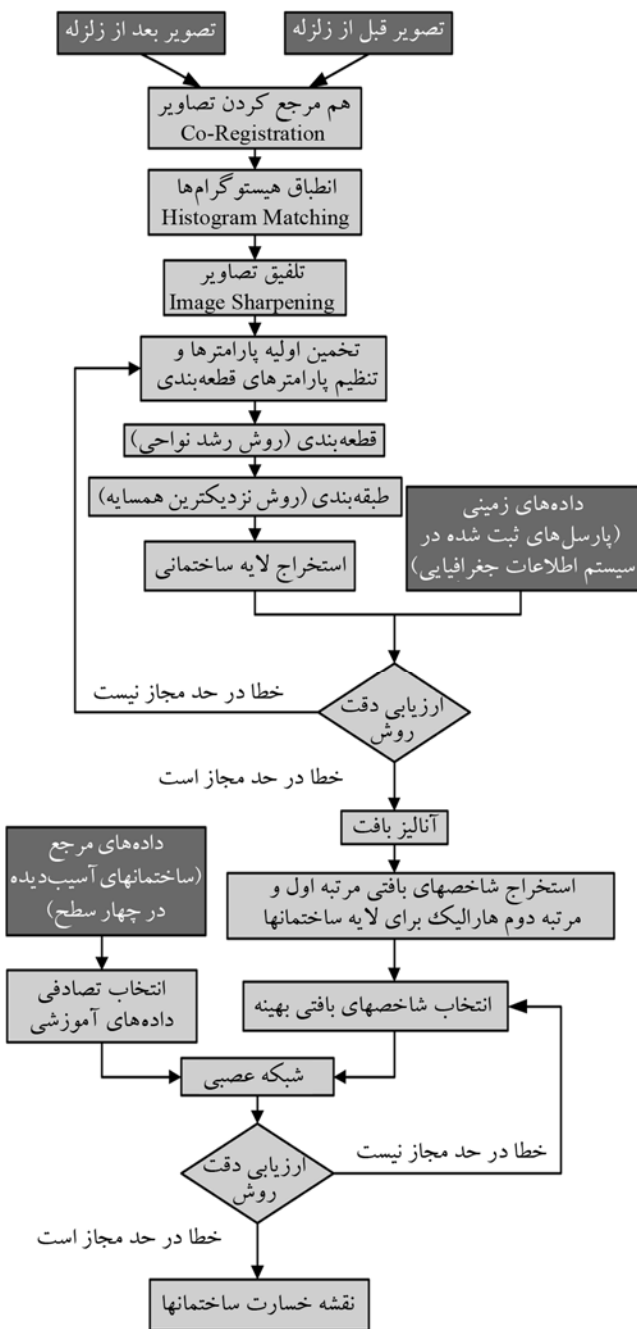 تصویر قبل از زلزله
تصویر بعد از زلزله
هم مرجع کردن تصاویر
Co-Registration
انطباق هیستوگرام‌ها
Histogram Matching
تلفیق تصاویر
Image Sharpening
تخمین اولیه پارامترها و
تنظیم پارامترهای قطعه‌بندی
قطعه‌بندی (روش رشد نواحی)
طبقه‌بندی (روش نزدیکترین همسایه)
استخراج لایه ساختمانی
داده‌های زمینی
(پارسل‌های ثبت شده در
سیستم اطلاعات جغرافیایی)
ارزیابی دقت
روش
خطا در حد مجاز نیست
خطا در حد مجاز است
آنالیز بافت
استخراج شاخصهای بافتی مرتبه اول و
مرتبه دوم هارالیک برای لایه ساختمانها
انتخاب شاخصهای بافتی بهینه
داده‌های مرجع
(ساختمانهای آسیب‌دیده
در چهار سطح)
انتخاب تصادفی
داده‌های آموزشی
شبکه عصبی
ارزیابی دقت
روش
خطا در حد مجاز نیست
خطا در حد مجاز است
نقشه خسارت ساختمانها